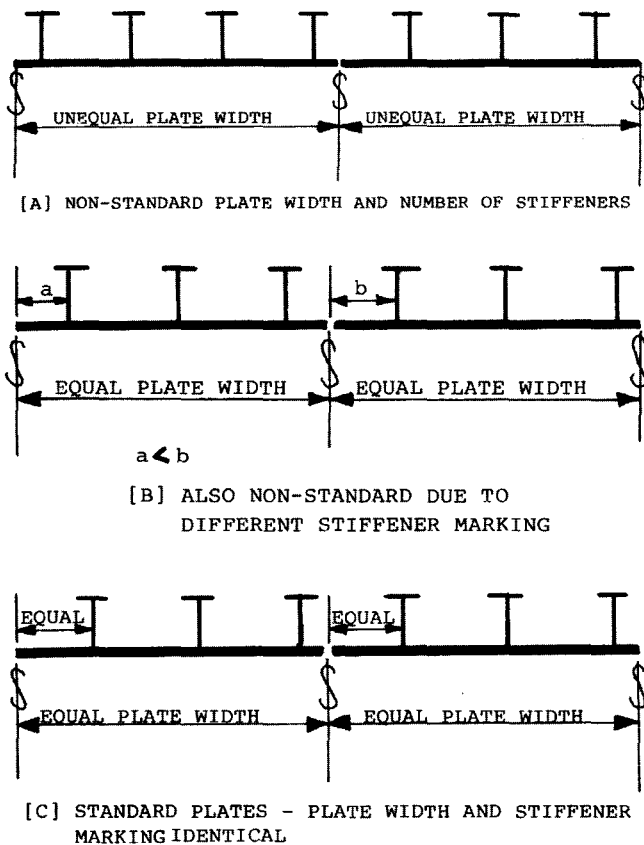 UNEQUAL PLATE WIDTH UNEQUAL PLATE WIDTH
[A] NON-STANDARD PLATE WIDTH AND NUMBER OF STIFFENERS
a b
EQUAL PLATE WIDTH EQUAL PLATE WIDTH
a < b
[B] ALSO NON-STANDARD DUE TO
DIFFERENT STIFFENER MARKING
EQUAL EQUAL
EQUAL PLATE WIDTH EQUAL PLATE WIDTH
[C] STANDARD PLATES - PLATE WIDTH AND STIFFENER
MARKING IDENTICAL